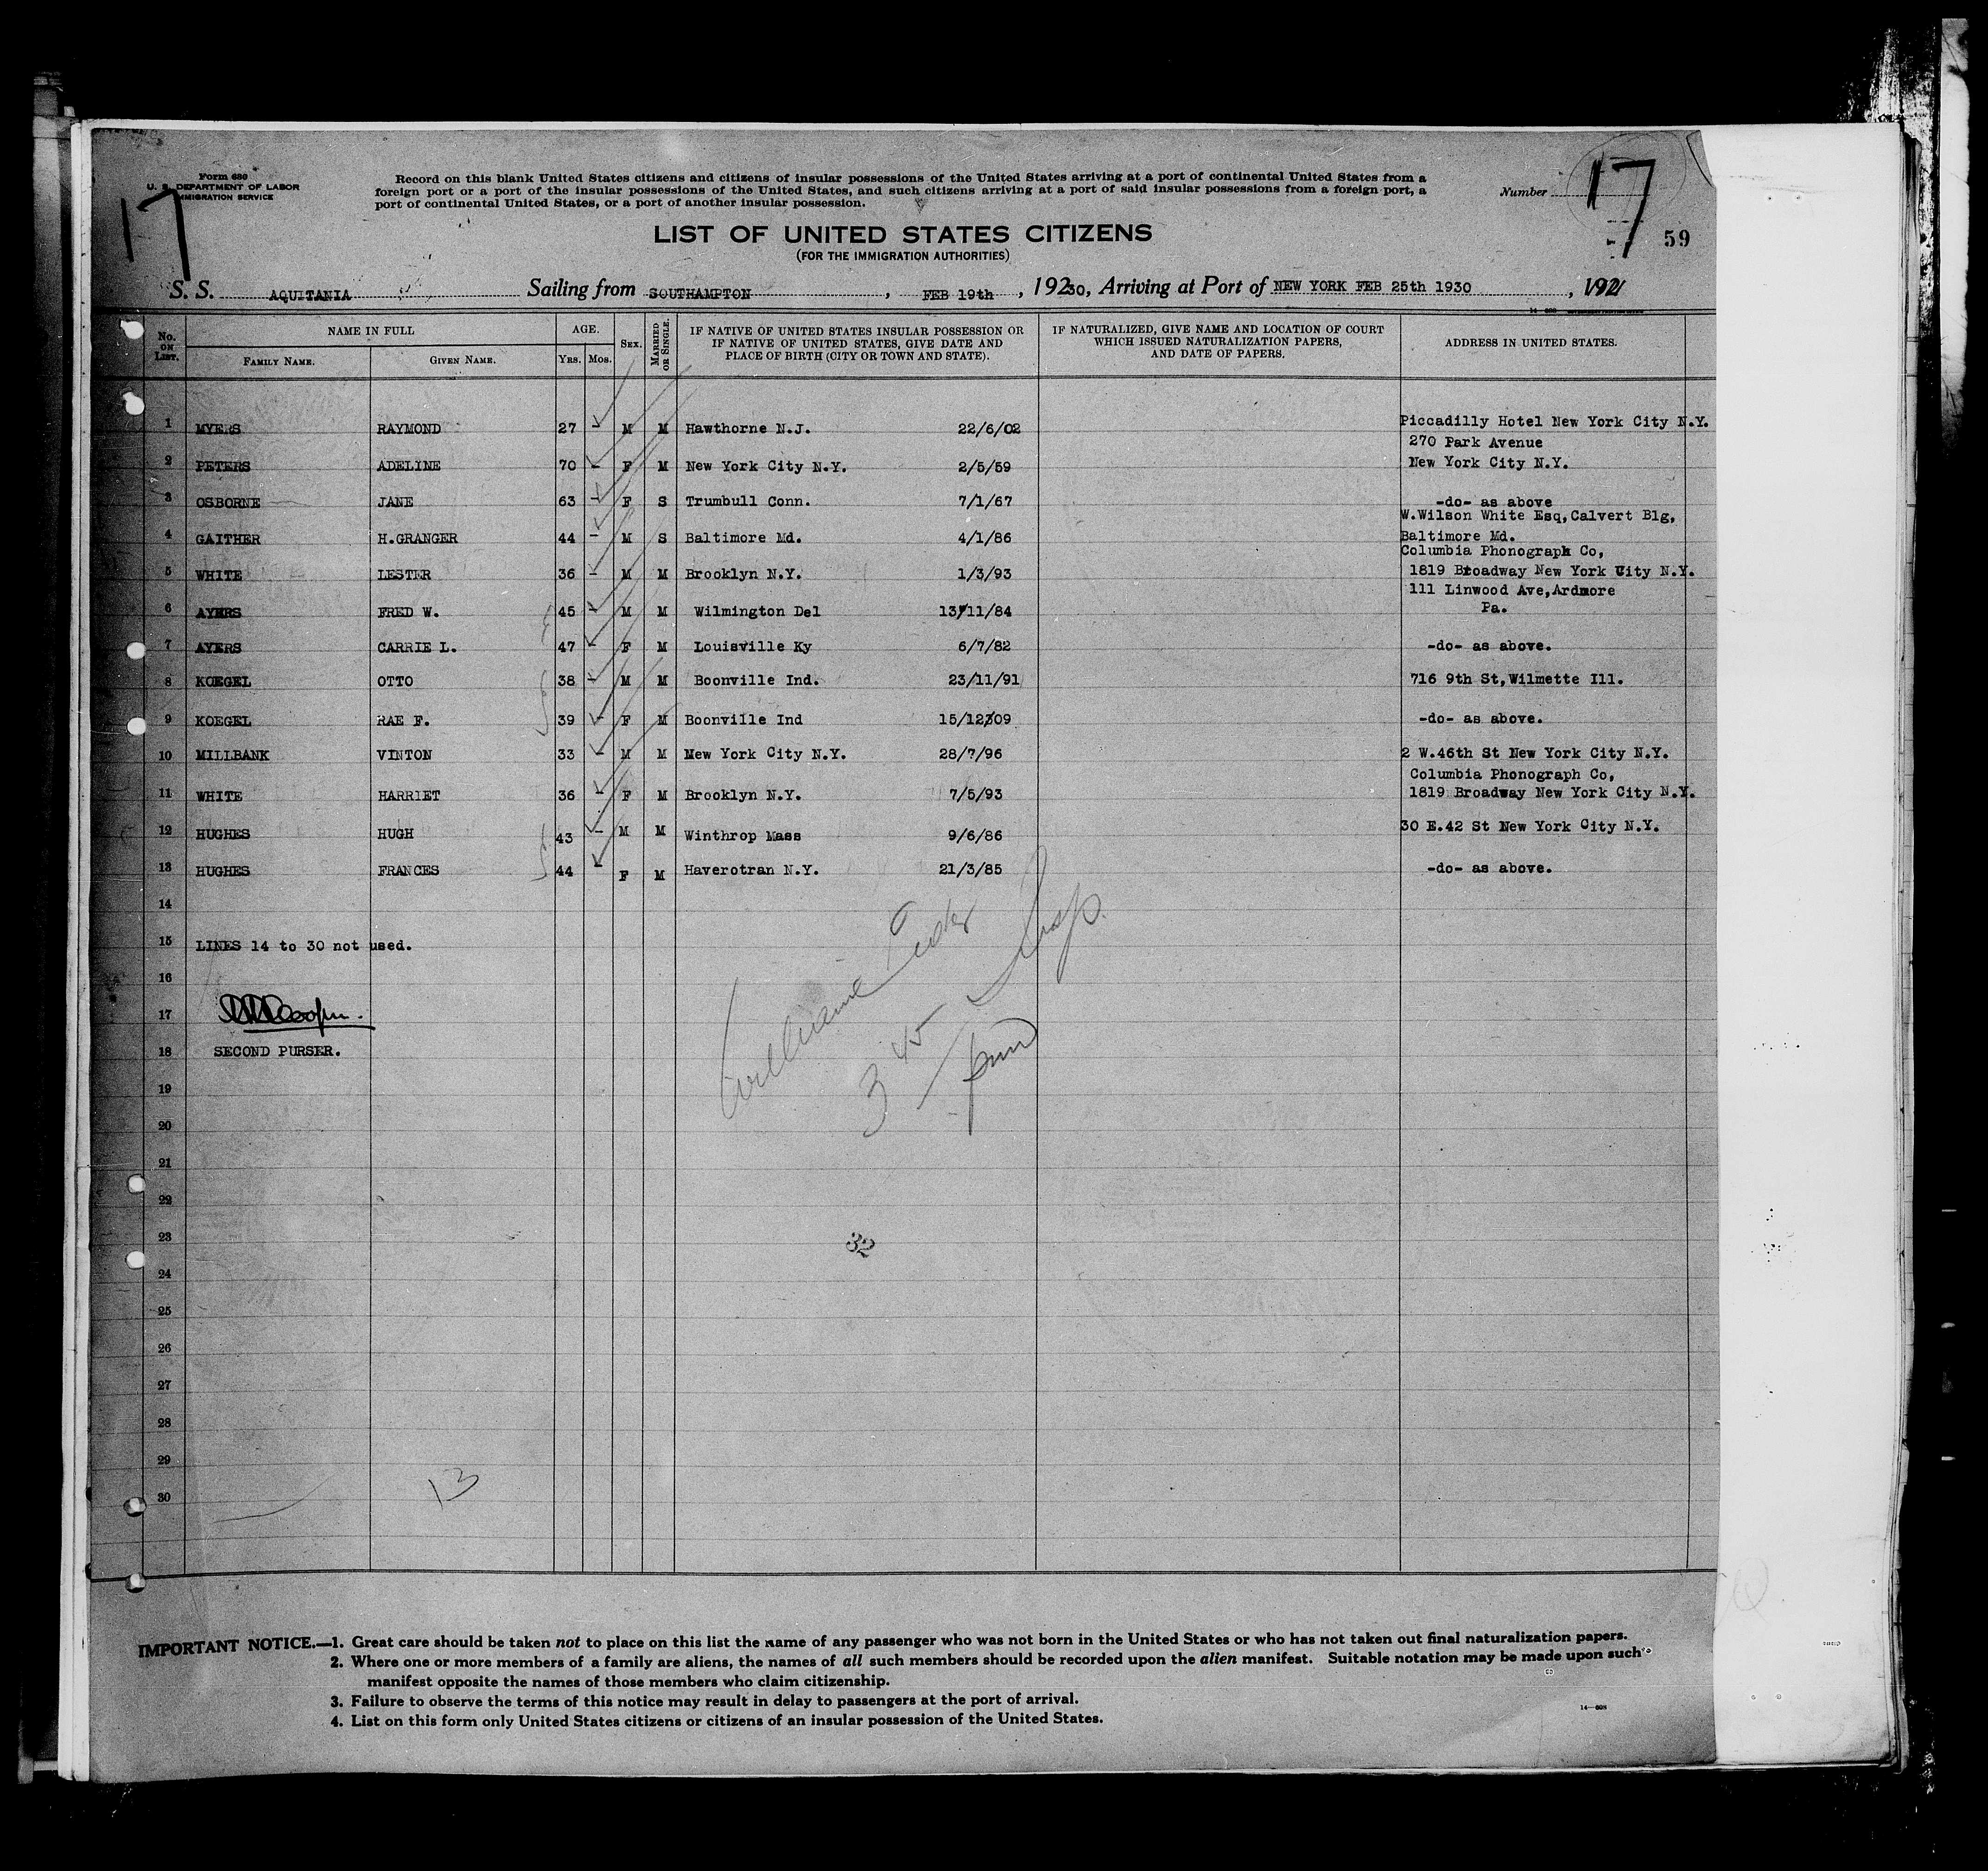 Form 630
U. S. DEPARTMENT OF LABOR
IMMIGRATION SERVICE
17
Record on this blank United States citizens and citizens of insular possessions of the United States arriving at a port of continental United States from a
foreign port or a port of the insular possessions of the United States, and such citizens arriving at a port of said insular possessions from a foreign port, a
port of continental United States, or a port of another insular possession.
Number 17
59
LIST OF UNITED STATES CITIZENS
(FOR THE IMMIGRATION AUTHORITIES)
S. S. AQUITANIA Sailing from SOUTHAMPTON, FEB 19th, 19230, Arriving at Port of NEW YORK FEB 25th 1930, 192
No. ON LIST. NAME IN FULL AGE. SEX. MARRIED OR SINGLE. IF NATIVE OF UNITED STATES INSULAR POSSESSION OR IF NATIVE OF UNITED STATES, GIVE DATE AND PLACE OF BIRTH (CITY OR TOWN AND STATE). IF NATURALIZED, GIVE NAME AND LOCATION OF COURT WHICH ISSUED NATURALIZATION PAPERS, AND DATE OF PAPERS. ADDRESS IN UNITED STATES.
FAMILY NAME. GIVEN NAME. YRS. MOS.
1 MYERS RAYMOND 27 - M M Hawthorne N.J. 22/6/02 Piccadilly Hotel New York City N.Y.
270 Park Avenue
2 PETERS ADELINE 70 - F M New York City N.Y. 2/5/59 New York City N.Y.
3 OSBORNE JANE 63 - F S Trumbull Conn. 7/1/67 -do- as above
W.Wilson White Esq,Calvert Blg,
4 GAITHER H.GRANGER 44 - M S Baltimore Md. 4/1/86 Baltimore Md.
Columbia Phonograph Co,
5 WHITE LESTER 36 - M M Brooklyn N.Y. 1/3/93 1819 Broadway New York City N.Y.
111 Linwood Ave,Ardmore
6 AYERS FRED W. 45 - M M Wilmington Del 13/11/84 Pa.
7 AYERS CARRIE L. 47 - F M Louisville Ky 6/7/82 -do- as above.
8 KOEGEL OTTO 38 - M M Boonville Ind. 23/11/91 716 9th St,Wilmette Ill.
9 KOEGEL RAE F. 39 - F M Boonville Ind 15/12309 -do- as above.
10 MILLBANK VINTON 33 - M M New York City N.Y. 28/7/96 2 W.46th St New York City N.Y.
Columbia Phonograph Co,
11 WHITE HARRIET 36 - F M Brooklyn N.Y. 7/5/93 1819 Broadway New York City N.Y.
12 HUGHES HUGH 43 - M M Winthrop Mass 9/6/86 30 E.42 St New York City N.Y.
13 HUGHES FRANCES 44 - F M Haverotran N.Y. 21/3/85 -do- as above.
14
15 LINES 14 to 30 not used.
16
17
18 SECOND PURSER.
3 45
19
20
21
22
23
32
24
25
26
27
28
29
13
30
IMPORTANT NOTICE.—1. Great care should be taken not to place on this list the name of any passenger who was not born in the United States or who has not taken out final naturalization papers.
2. Where one or more members of a family are aliens, the names of all such members should be recorded upon the alien manifest. Suitable notation may be made upon such
manifest opposite the names of those members who claim citizenship.
3. Failure to observe the terms of this notice may result in delay to passengers at the port of arrival.
4. List on this form only United States citizens or citizens of an insular possession of the United States.